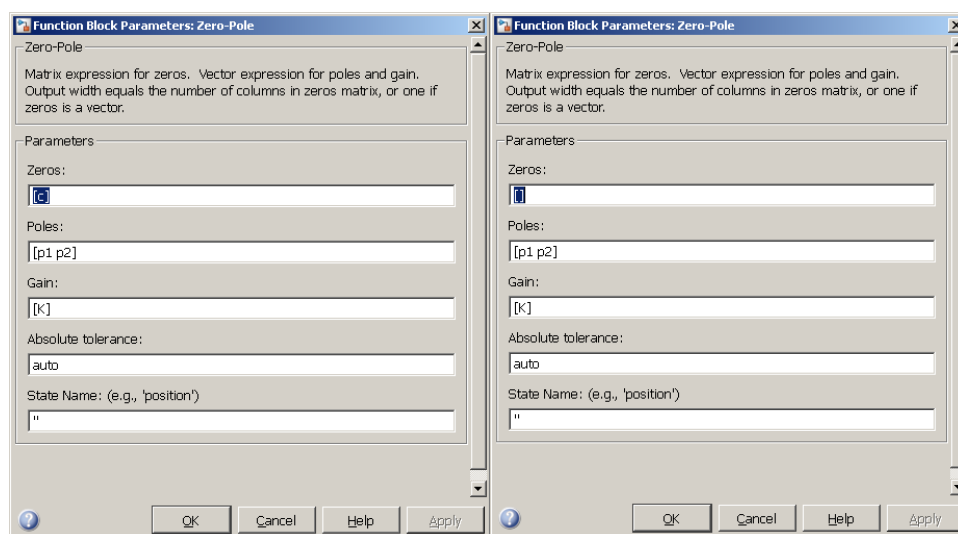 Function Block Parameters: Zero-Pole
Zero-Pole
Matrix expression for zeros. Vector expression for poles and gain.
Output width equals the number of columns in zeros matrix, or one if
zeros is a vector.
Parameters
Zeros:
[c]
Poles:
[p1 p2]
Gain:
[K]
Absolute tolerance:
auto
State Name: (e.g., 'position')
''
OK Cancel Help Apply
Function Block Parameters: Zero-Pole
Zero-Pole
Matrix expression for zeros. Vector expression for poles and gain.
Output width equals the number of columns in zeros matrix, or one if
zeros is a vector.
Parameters
Zeros:
[]
Poles:
[p1 p2]
Gain:
[K]
Absolute tolerance:
auto
State Name: (e.g., 'position')
''
OK Cancel Help Apply